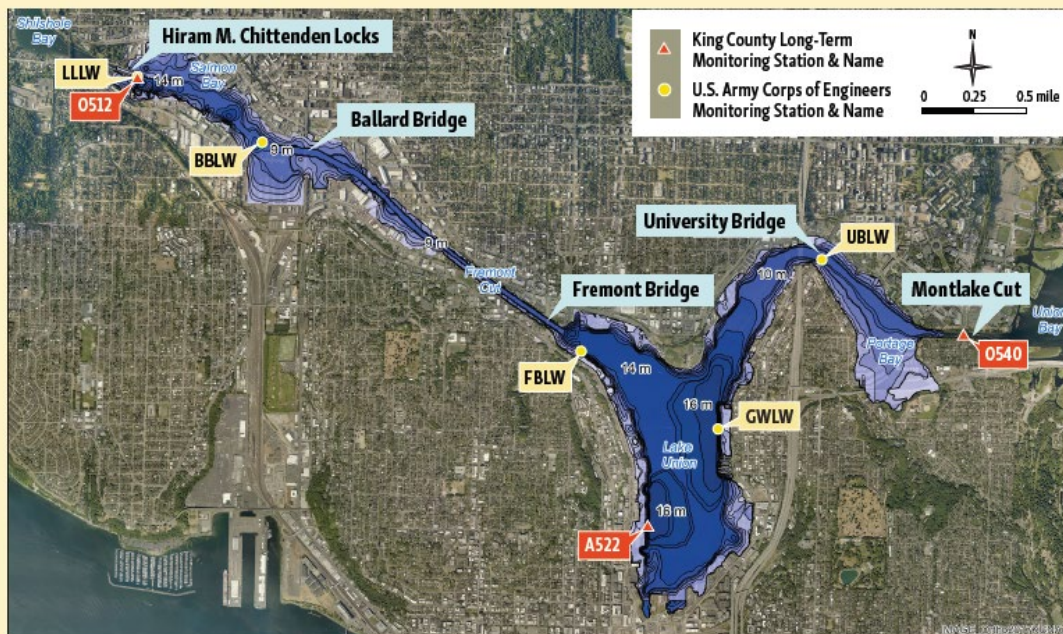 Shilshole
Bay
Hiram M. Chittenden Locks
LLLW
14 m
Salmon
Bay
O512
Ballard Bridge
BBLW
9 m
9 m
Fremont
Cut
Fremont Bridge
FBLW
14 m
16 m
GWLW
Lake
Union
16 m
A522
University Bridge
UBLW
10 m
Montlake Cut
Union
Bay
O540
Portage
Bay
King County Long-Term
Monitoring Station & Name
U.S. Army Corps of Engineers
Monitoring Station & Name
N
0 0.25 0.5 mile